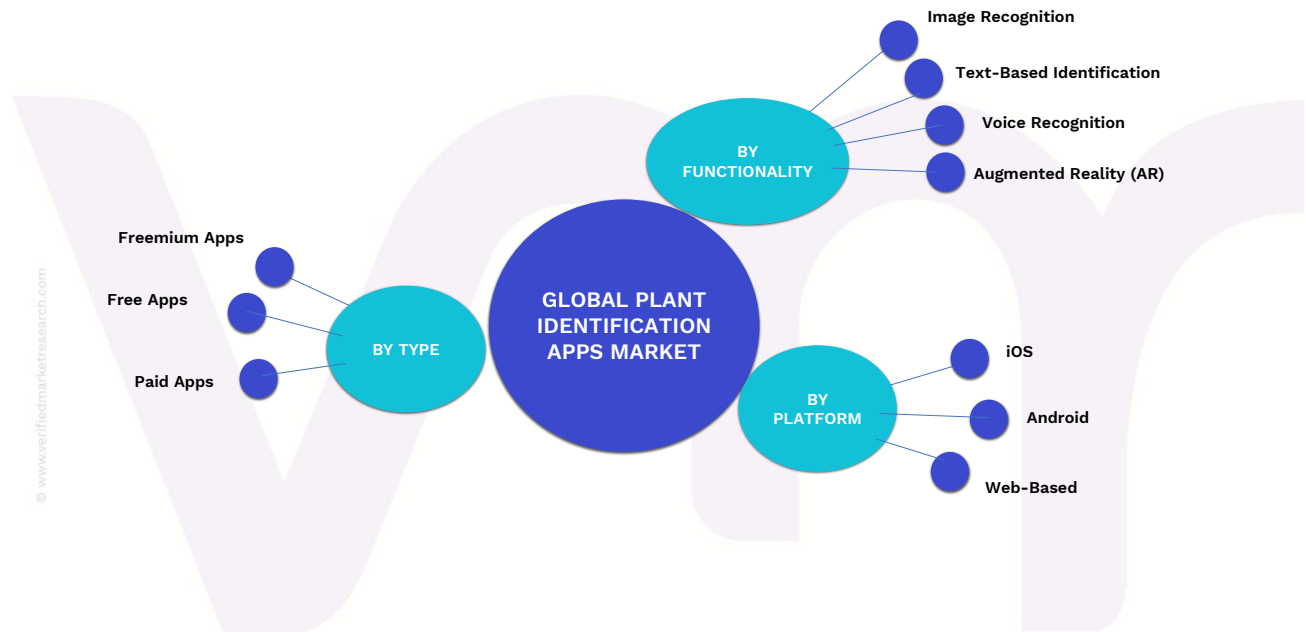 Image Recognition
Text-Based Identification
Voice Recognition
Augmented Reality (AR)
BY
FUNCTIONALITY
Freemium Apps
Free Apps
Paid Apps
BY TYPE
GLOBAL PLANT
IDENTIFICATION
APPS MARKET
BY
PLATFORM
iOS
Android
Web-Based
© www.verifiedmarketresearch.com
vmr